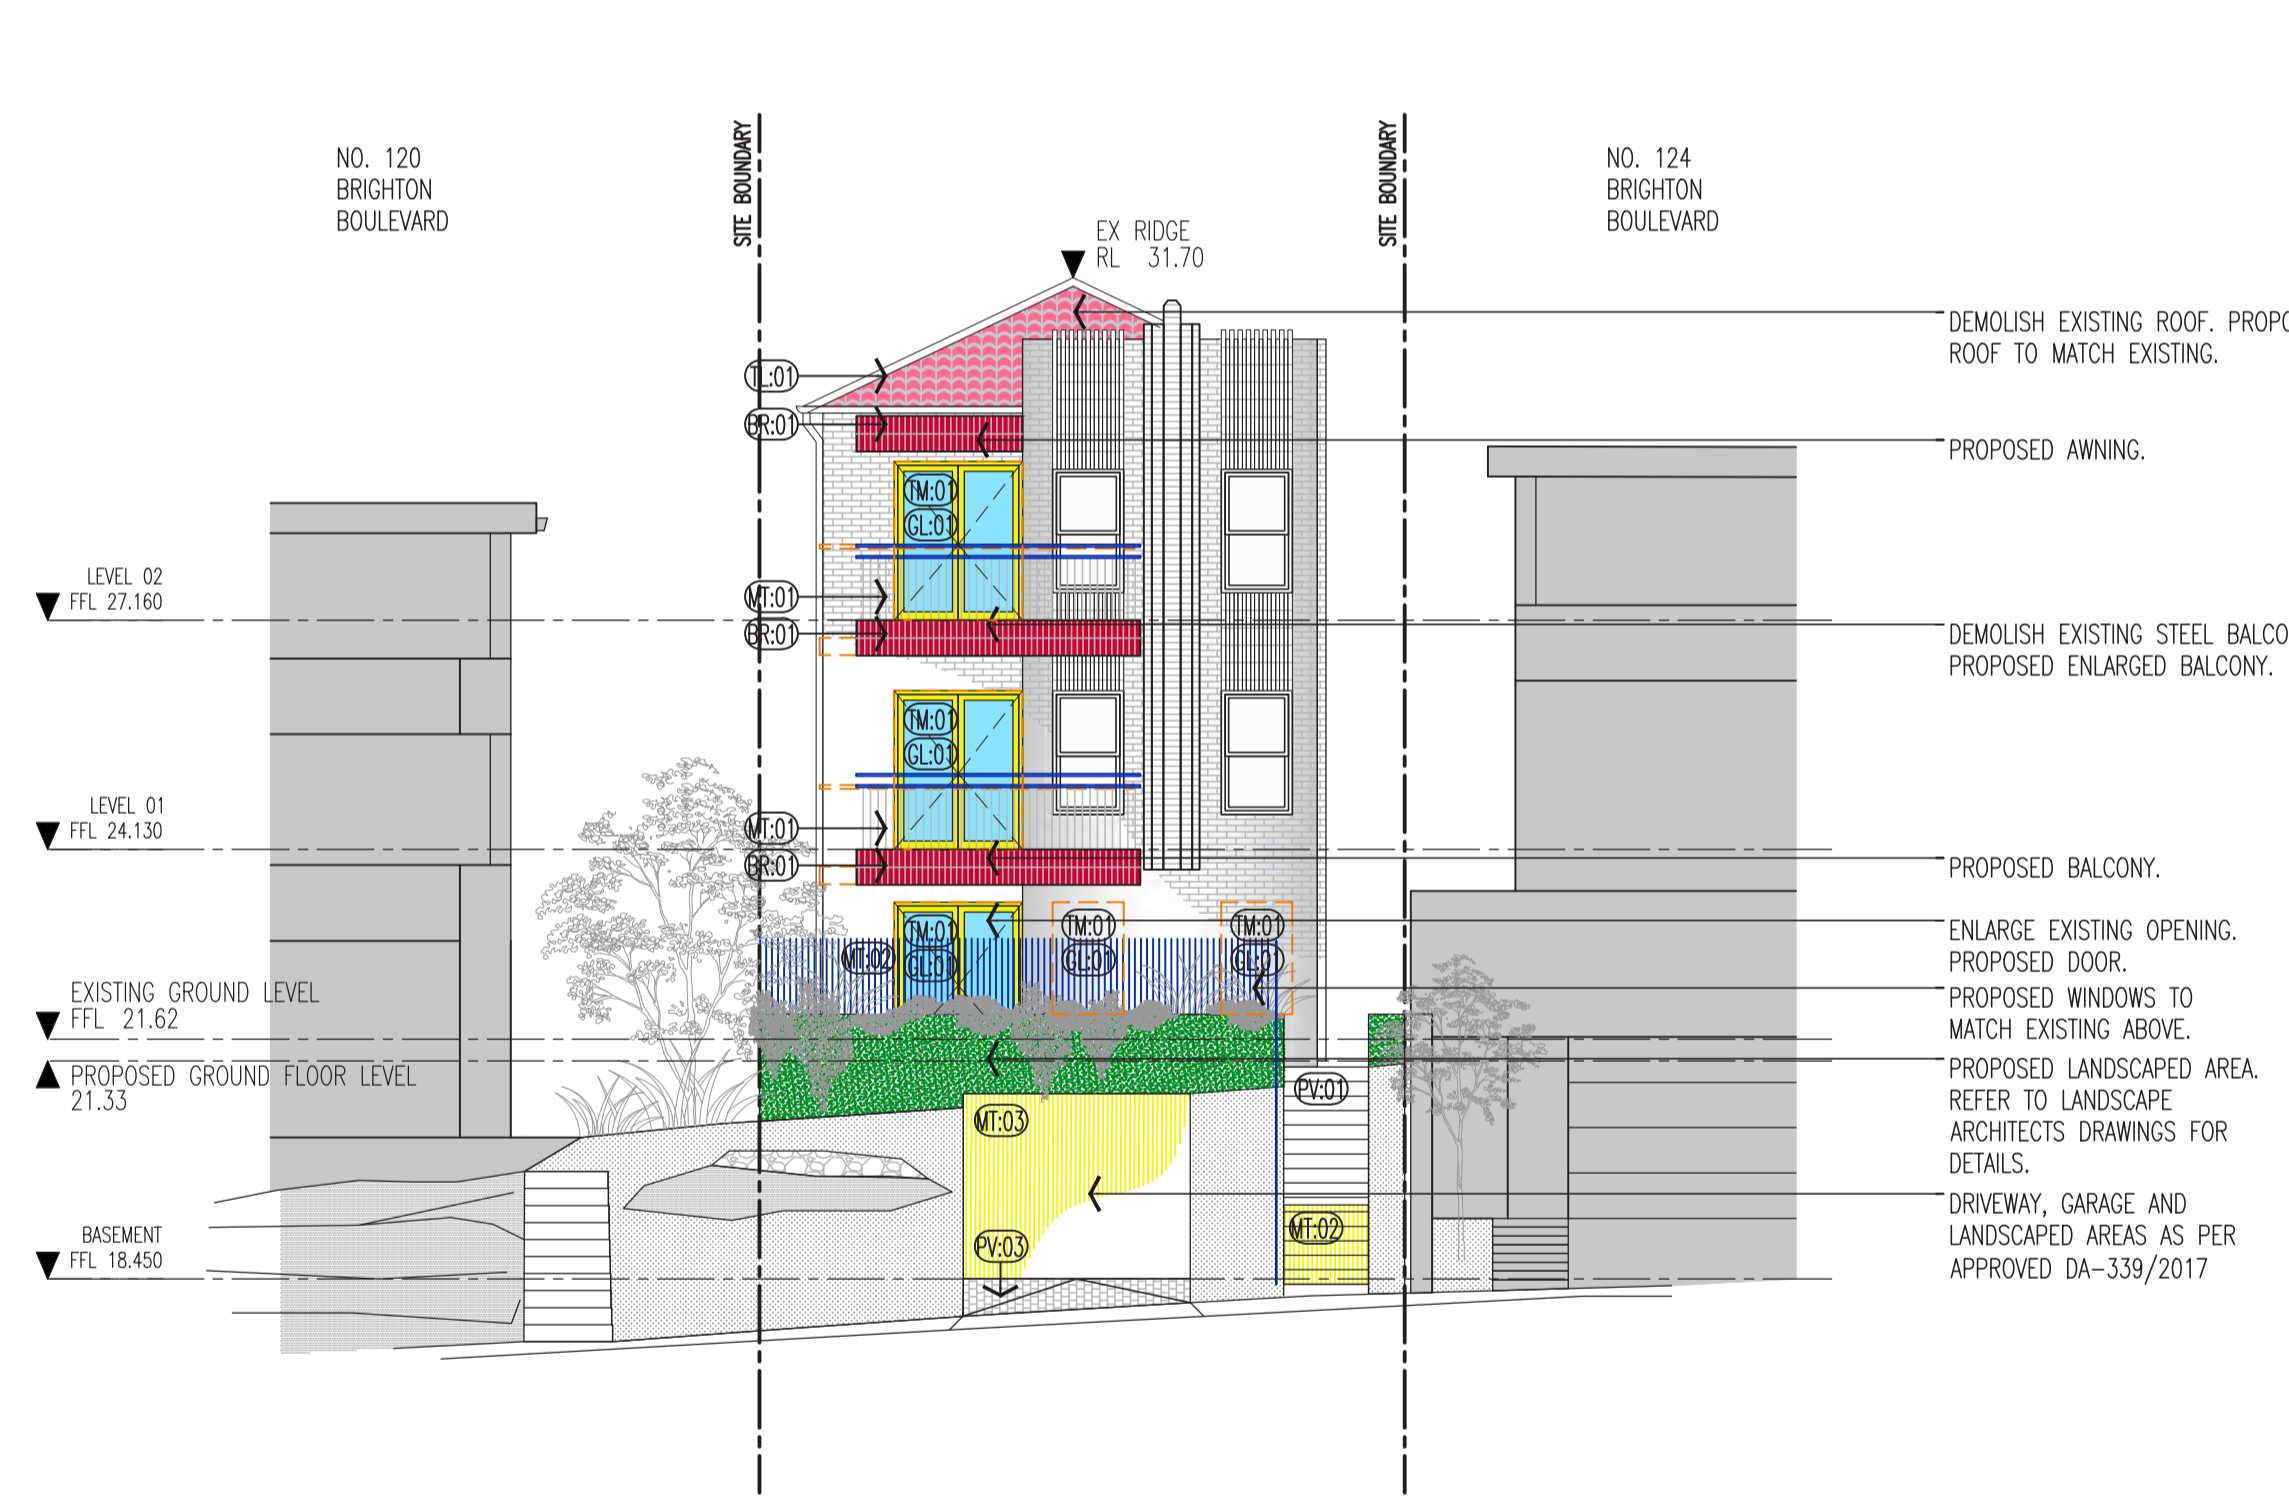 NO. 120
BRIGHTON
BOULEVARD
SITE BOUNDARY
SITE BOUNDARY
NO. 124
BRIGHTON
BOULEVARD
EX RIDGE
RL 31.70
DEMOLISH EXISTING ROOF.
ROOF TO MATCH EXISTING.
TL:01
BR:01
PROPOSED AWNING.
TM:01
GL:01
LEVEL 02
FFL 27.160
MT:01
BR:01
DEMOLISH EXISTING STEEL
PROPOSED ENLARGED BALCONY.
TM:01
GL:01
LEVEL 01
FFL 24.130
MT:01
BR:01
PROPOSED BALCONY.
TM:01
GL:01
MT:02
TM:01
GL:01
TM:01
GL:01
ENLARGE EXISTING OPENING.
PROPOSED DOOR.
PROPOSED WINDOWS TO
MATCH EXISTING ABOVE.
EXISTING GROUND LEVEL
FFL 21.62
PROPOSED GROUND FLOOR LEVEL
21.33
PROPOSED LANDSCAPED AREA.
REFER TO LANDSCAPE
ARCHITECTS DRAWINGS FOR
DETAILS.
PV:01
MT:03
DRIVEWAY, GARAGE AND
LANDSCAPED AREAS AS PER
APPROVED DA-339/2017
MT:02
PV:03
BASEMENT
FFL 18.450